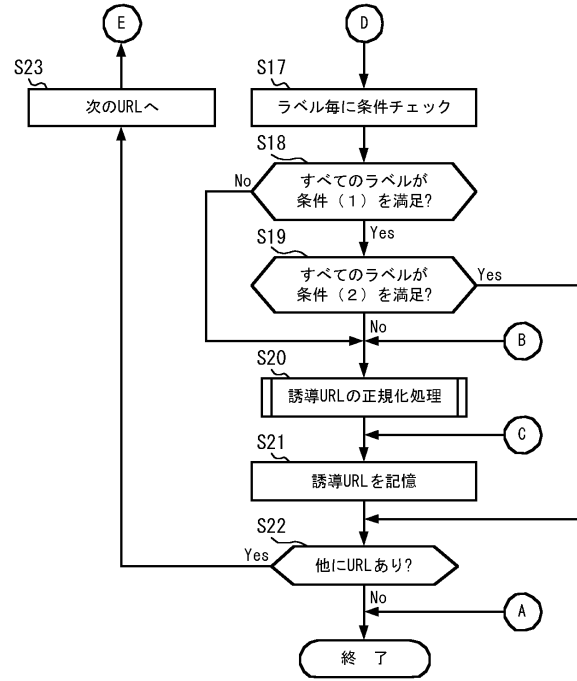 E
D
S23
次のURLへ
S17
ラベル毎に条件チェック
S18
すべてのラベルが
条件（１）を満足?
No
Yes
S19
すべてのラベルが
条件（２）を満足?
Yes
No
B
S20
誘導URLの正規化処理
C
S21
誘導URLを記憶
S22
他にURLあり?
Yes
No
A
終　了